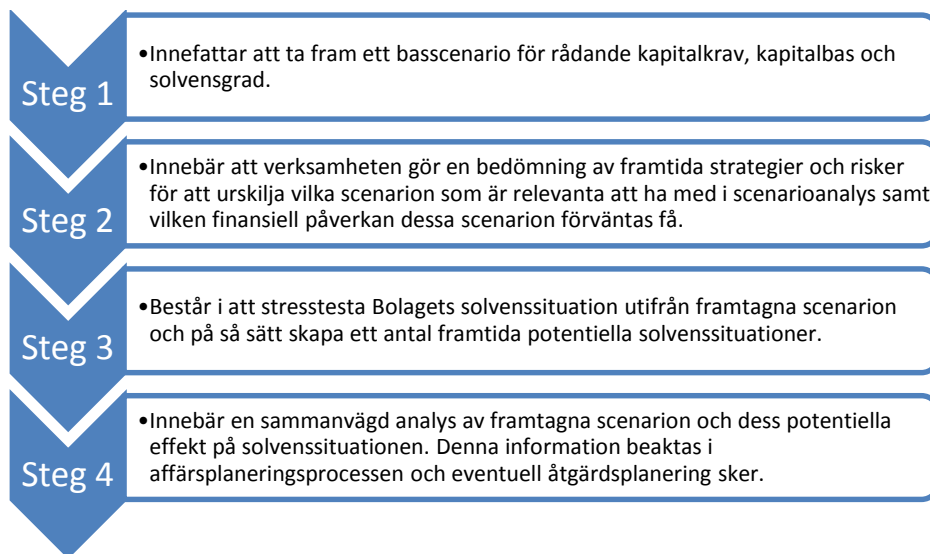 Steg 1
•Innefattar att ta fram ett basscenario för rådande kapitalkrav, kapitalbas och
solvensgrad.
Steg 2
•Innebär att verksamheten gör en bedömning av framtida strategier och risker
för att urskilja vilka scenarion som är relevanta att ha med i scenarioanalys samt
vilken finansiell påverkan dessa scenarion förväntas få.
Steg 3
•Består i att stresstesta Bolagets solvenssituation utifrån framtagna scenarion
och på så sätt skapa ett antal framtida potentiella solvenssituationer.
Steg 4
•Innebär en sammanvägd analys av framtagna scenarion och dess potentiella
effekt på solvenssituationen. Denna information beaktas i
affärsplaneringsprocessen och eventuell åtgärdsplanering sker.